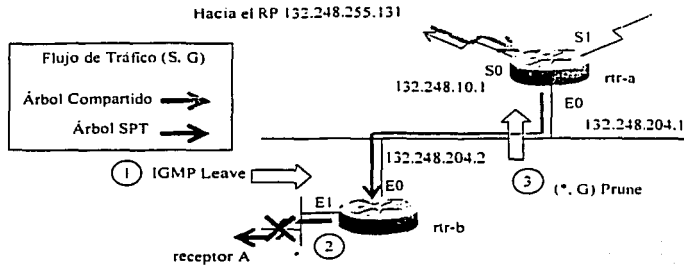 Hacia el RP 132.248.255.131
S1
Flujo de Tráfico (S, G)
Árbol Compartido
Árbol SPT
S0
rtr-a
132.248.10.1
E0
132.248.204.1
1 IGMP Leave
132.248.204.2
3 (*, G) Prune
E0
E1
rtr-b
2
receptor A